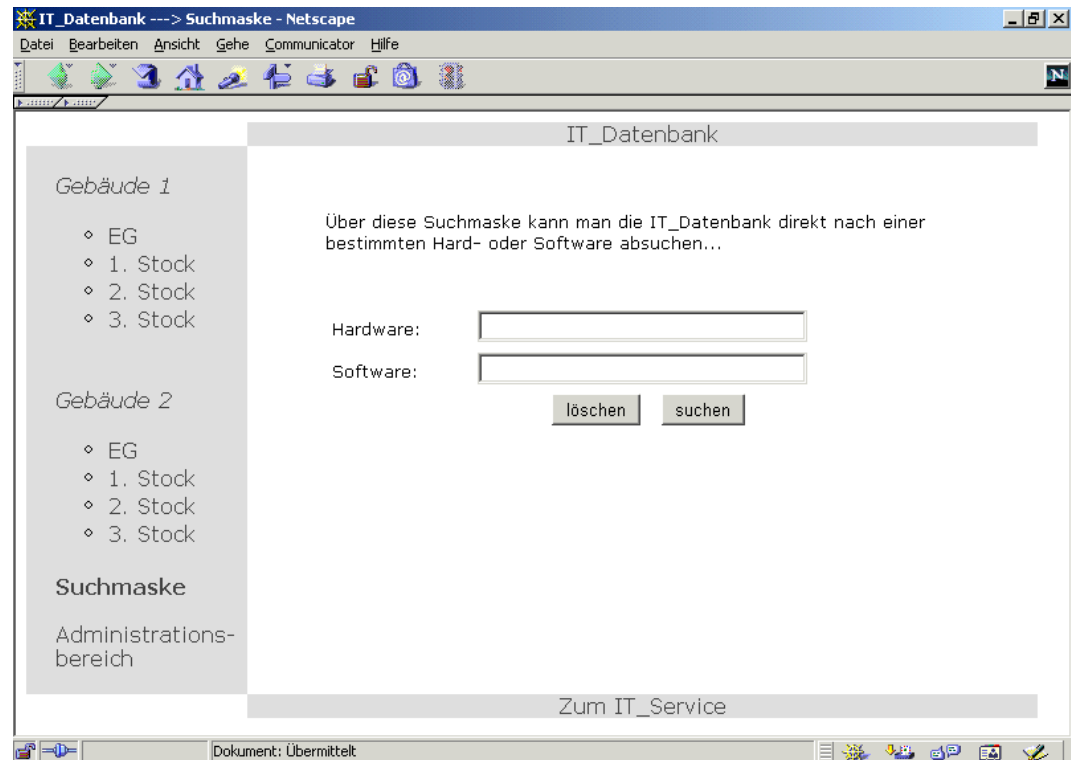 IT_Datenbank ---> Suchmaske - Netscape
Datei Bearbeiten Ansicht Gehe Communicator Hilfe
N
IT_Datenbank
Gebäude 1
EG
1. Stock
2. Stock
3. Stock
Gebäude 2
EG
1. Stock
2. Stock
3. Stock
Suchmaske
Administrations-
bereich
Über diese Suchmaske kann man die IT_Datenbank direkt nach einer
bestimmten Hard- oder Software absuchen...
Hardware:
Software:
löschen suchen
Zum IT_Service
Dokument: Übermittelt